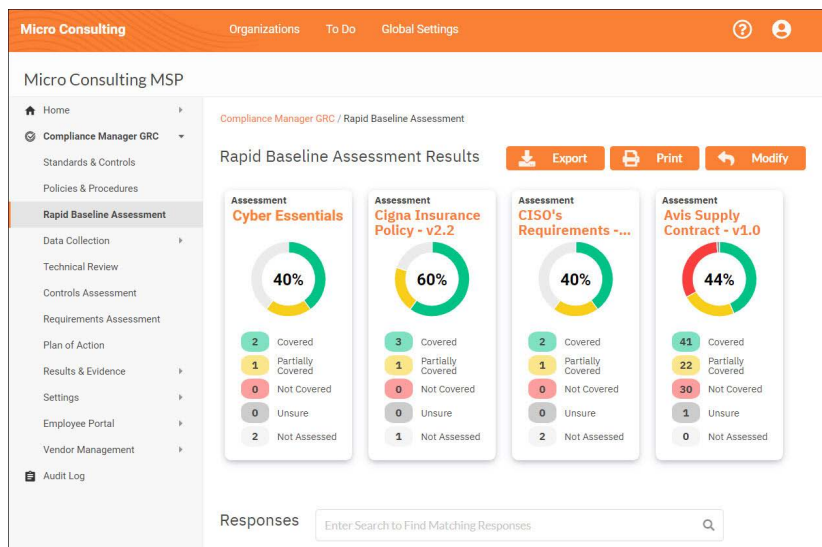 Micro Consulting
Organizations
To Do
Global Settings
Micro Consulting MSP
Home
Compliance Manager GRC
Standards & Controls
Policies & Procedures
Rapid Baseline Assessment
Data Collection
Technical Review
Controls Assessment
Requirements Assessment
Plan of Action
Results & Evidence
Settings
Employee Portal
Vendor Management
Audit Log
Compliance Manager GRC / Rapid Baseline Assessment
Rapid Baseline Assessment Results
Export
Print
Modify
Assessment
Cyber Essentials
40%
2 Covered
1 Partially
Covered
0 Not Covered
0 Unsure
2 Not Assessed
Assessment
Cigna Insurance
Policy - v2.2
60%
3 Covered
1 Partially
Covered
0 Not Covered
0 Unsure
1 Not Assessed
Assessment
CISO's
Requirements -...
40%
2 Covered
1 Partially
Covered
0 Not Covered
0 Unsure
2 Not Assessed
Assessment
Avis Supply
Contract - v1.0
44%
41 Covered
22 Partially
Covered
30 Not Covered
1 Unsure
0 Not Assessed
Responses
Enter Search to Find Matching Responses